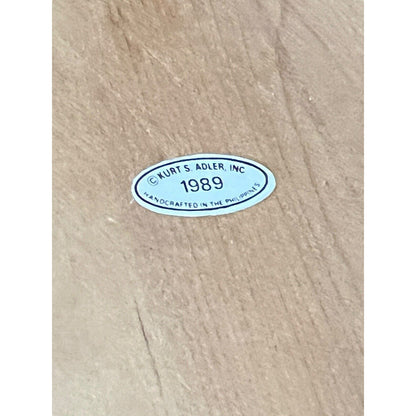 © KURT S. ADLER, INC
1989
HANDCRAFTED IN THE PHILIPPINES